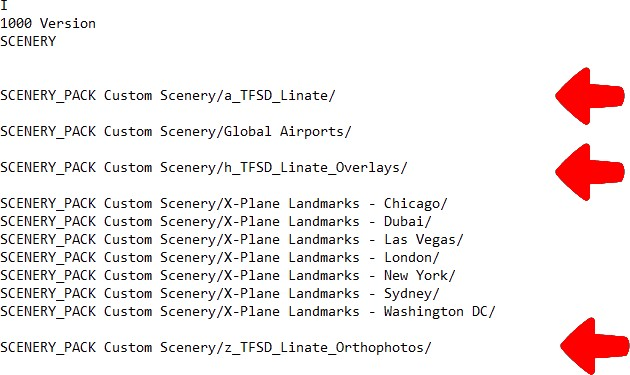 I
1000 Version
SCENERY
SCENERY_PACK Custom Scenery/a_TFSD_Linate/
SCENERY_PACK Custom Scenery/Global Airports/
SCENERY_PACK Custom Scenery/h_TFSD_Linate_Overlays/
SCENERY_PACK Custom Scenery/X-Plane Landmarks - Chicago/
SCENERY_PACK Custom Scenery/X-Plane Landmarks - Dubai/
SCENERY_PACK Custom Scenery/X-Plane Landmarks - Las Vegas/
SCENERY_PACK Custom Scenery/X-Plane Landmarks - London/
SCENERY_PACK Custom Scenery/X-Plane Landmarks - New York/
SCENERY_PACK Custom Scenery/X-Plane Landmarks - Sydney/
SCENERY_PACK Custom Scenery/X-Plane Landmarks - Washington DC/
SCENERY_PACK Custom Scenery/z_TFSD_Linate_Orthophotos/